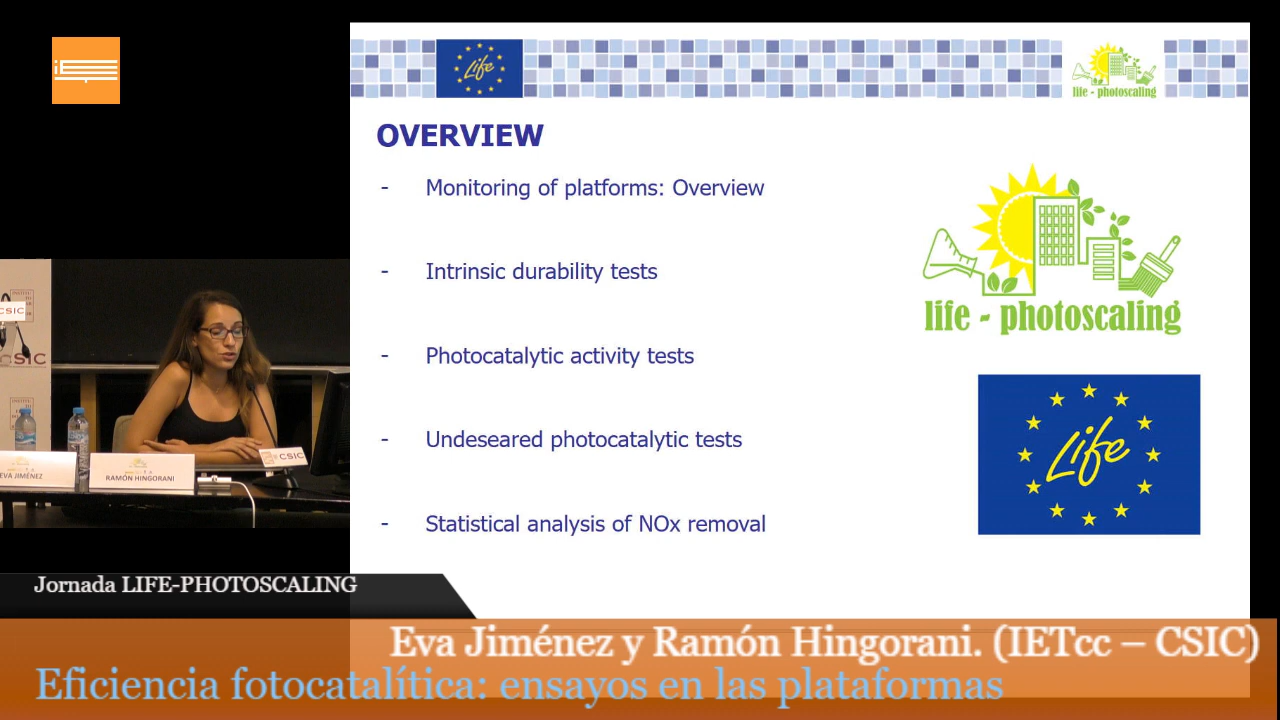 Life
life - photoscaling
OVERVIEW
- Monitoring of platforms: Overview
- Intrinsic durability tests
- Photocatalytic activity tests
- Undeseared photocatalytic tests
- Statistical analysis of NOx removal
life - photoscaling
Life
CSIC
CSIC
EVA JIMÉNEZ
RAMÓN HINGORANI
CSIC
Jornada LIFE-PHOTOSCALING
Eva Jiménez y Ramón Hingorani. (IETcc – CSIC)
Eficiencia fotocatalítica: ensayos en las plataformas